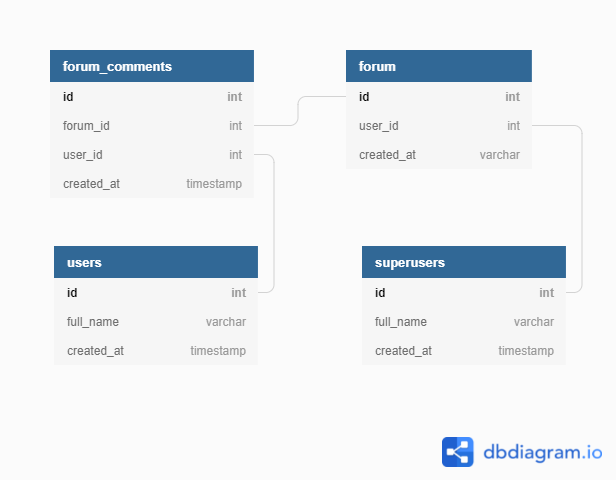 forum_comments
id int
forum_id int
user_id int
created_at timestamp
forum
id int
user_id int
created_at varchar
users
id int
full_name varchar
created_at timestamp
superusers
id int
full_name varchar
created_at timestamp
dbdiagram.io